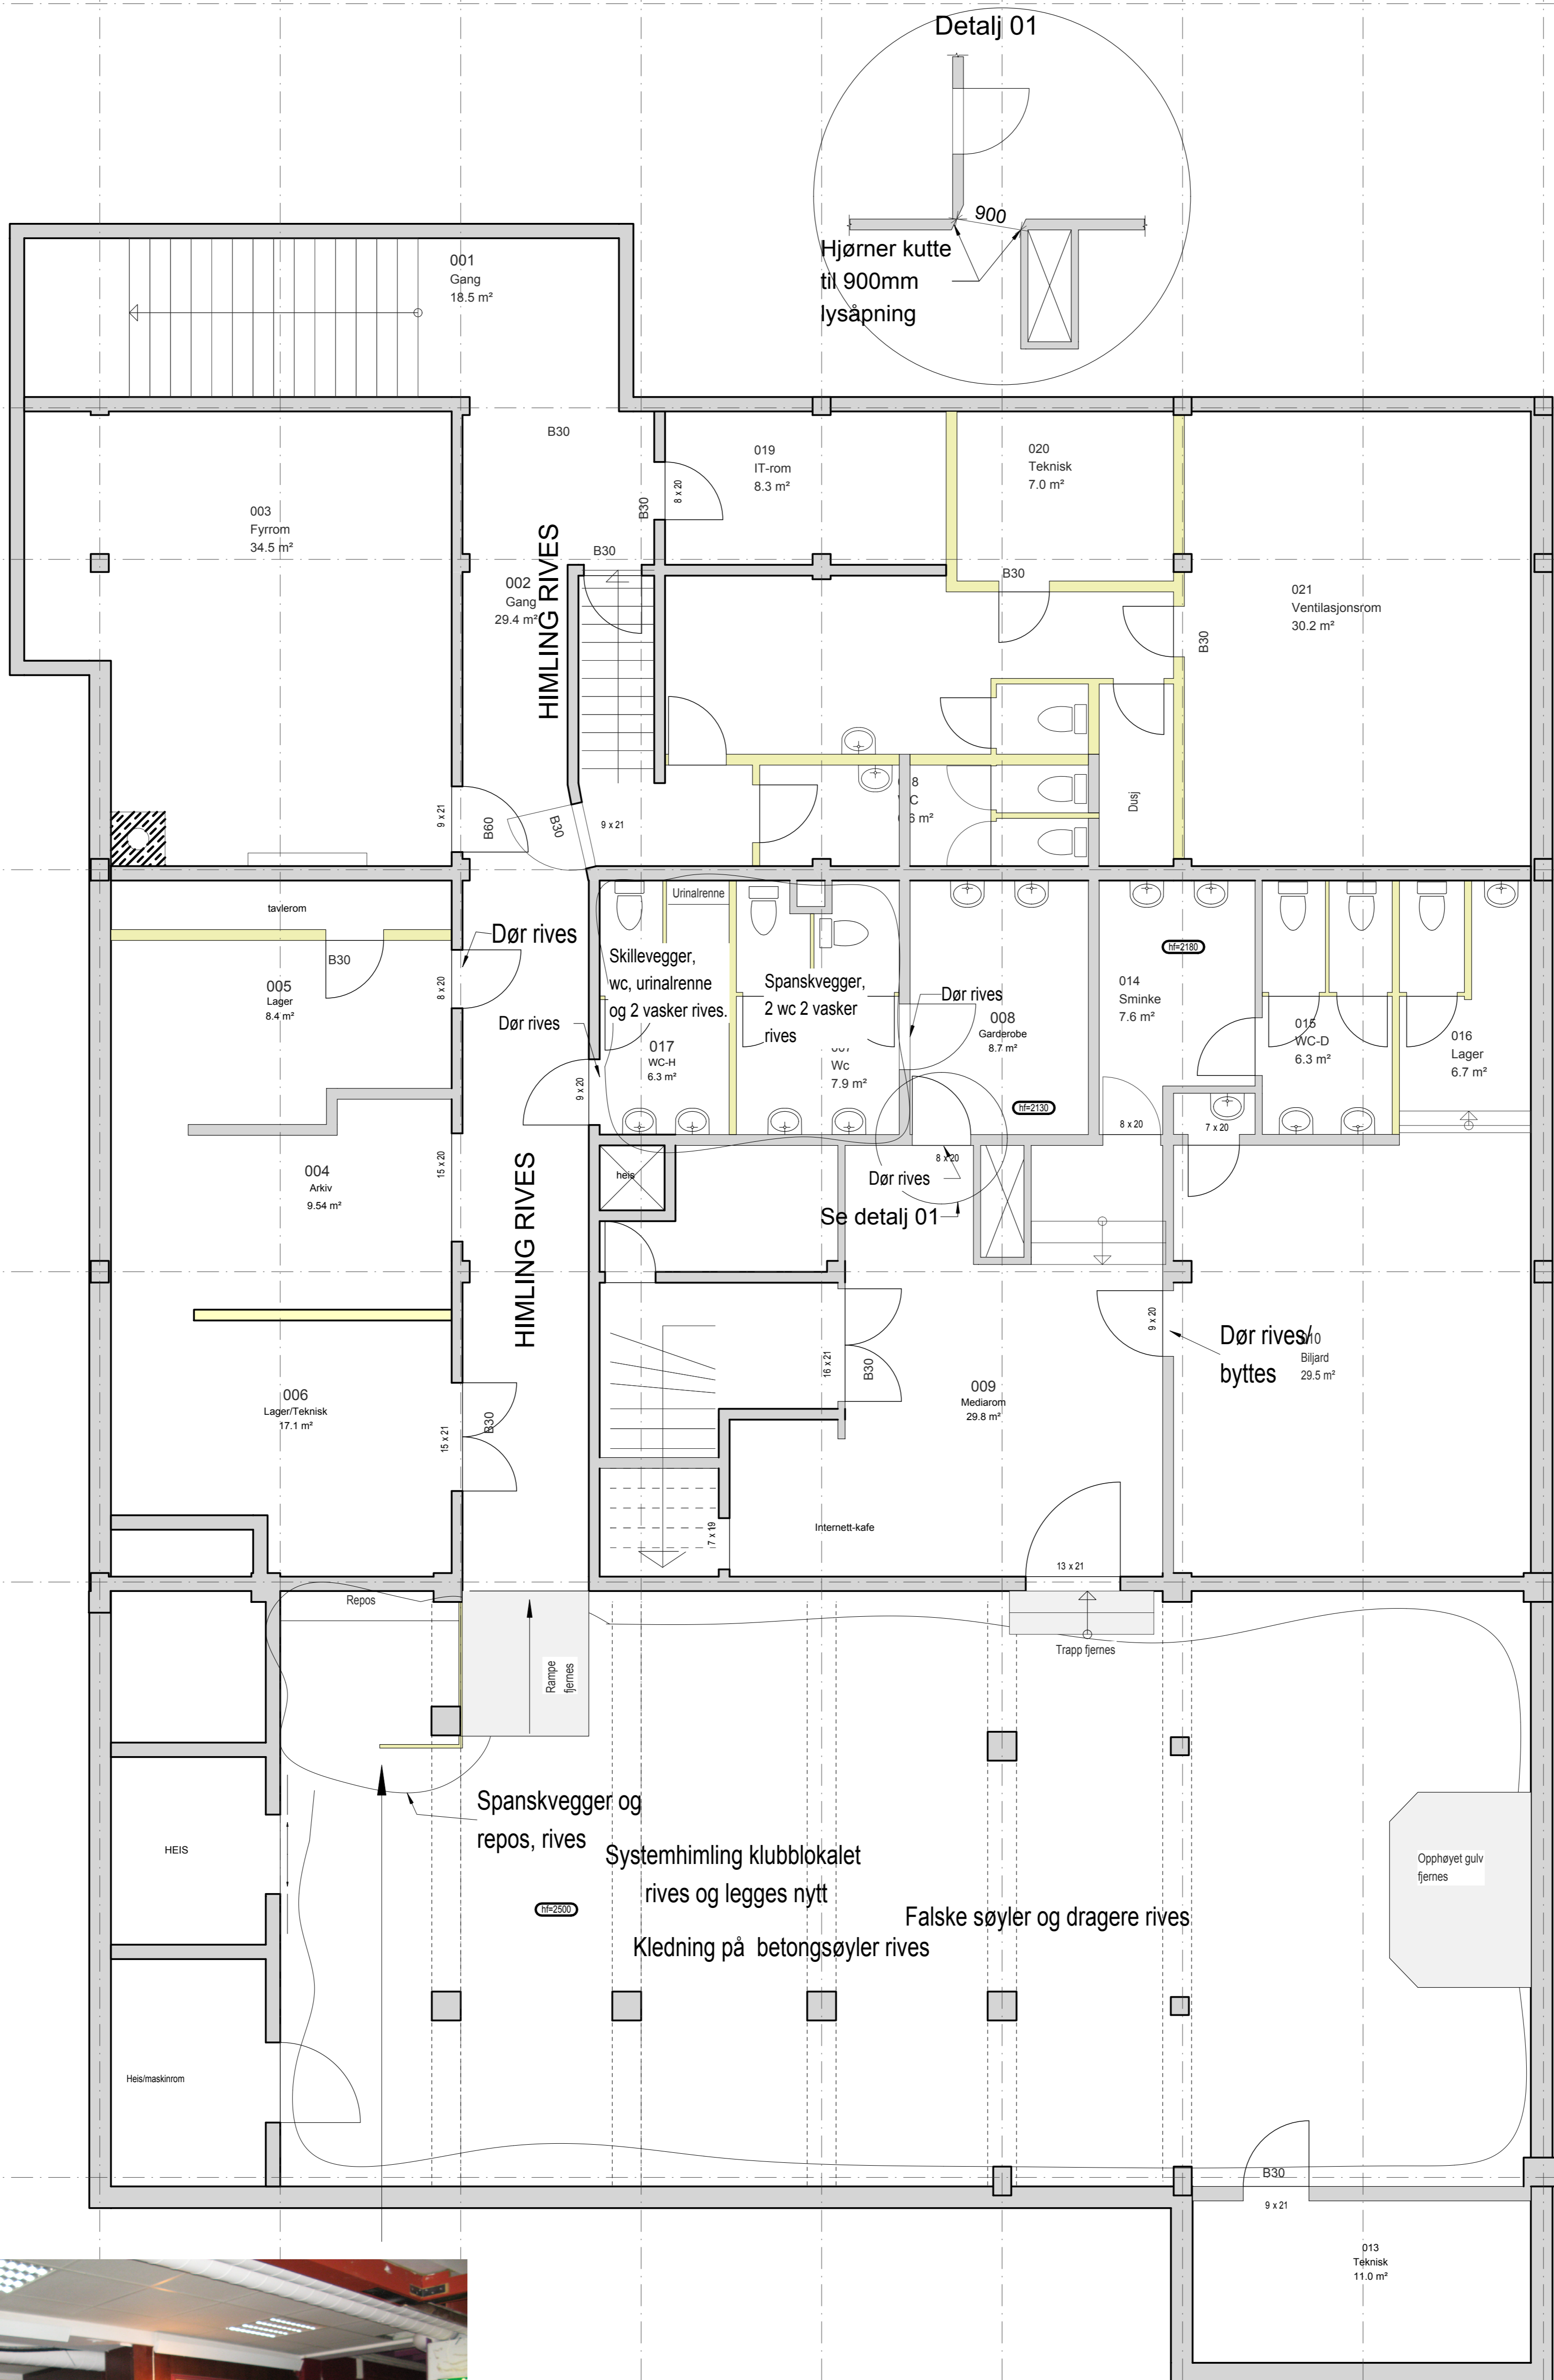 Detalj 01
900
Hjørner kutte
til 900mm
lysåpning
001
Gang
18.5 m²
B30
019
IT-rom
8.3 m²
020
Teknisk
7.0 m²
8 x 20
B30
003
Fyrrom
34.5 m²
HIMLING RIVES
B30
002
Gang
29.4 m²
B30
021
Ventilasjonsrom
30.2 m²
B30
Dusj
9 x 21
B60
B30
9 x 21
tavlerom
Urinalrenne
Dør rives
B30
8 x 20
005
Lager
8.4 m²
Skillevegger,
wc, urinalrenne
og 2 vasker rives.
Spanskvegger,
2 wc 2 vasker
rives
Dør rives
hf=2180
014
Sminke
7.6 m²
Dør rives
008
Garderobe
8.7 m²
015
WC-D
6.3 m²
016
Lager
6.7 m²
017
WC-H
6.3 m²
Wc
7.9 m²
9 x 20
hf=2130
8 x 20
7 x 20
004
Arkiv
9.54 m²
15 x 20
HIMLING RIVES
heis
8 x 20
Dør rives
Se detalj 01
9 x 20
Dør rives/
byttes
Biljard
29.5 m²
16 x 21
B30
009
Mediarom
29.8 m²
006
Lager/Teknisk
17.1 m²
15 x 21
B30
7 x 19
Internett-kafe
13 x 21
Repos
Rampe
fjernes
Trapp fjernes
Spanskvegger og
repos, rives
HEIS
Systemhimling klubblokalet
rives og legges nytt
Opphøyet gulv
fjernes
hf=2500
Falske søyler og dragere rives
Kledning på betongsøyler rives
Heis/maskinrom
B30
9 x 21
013
Teknisk
11.0 m²